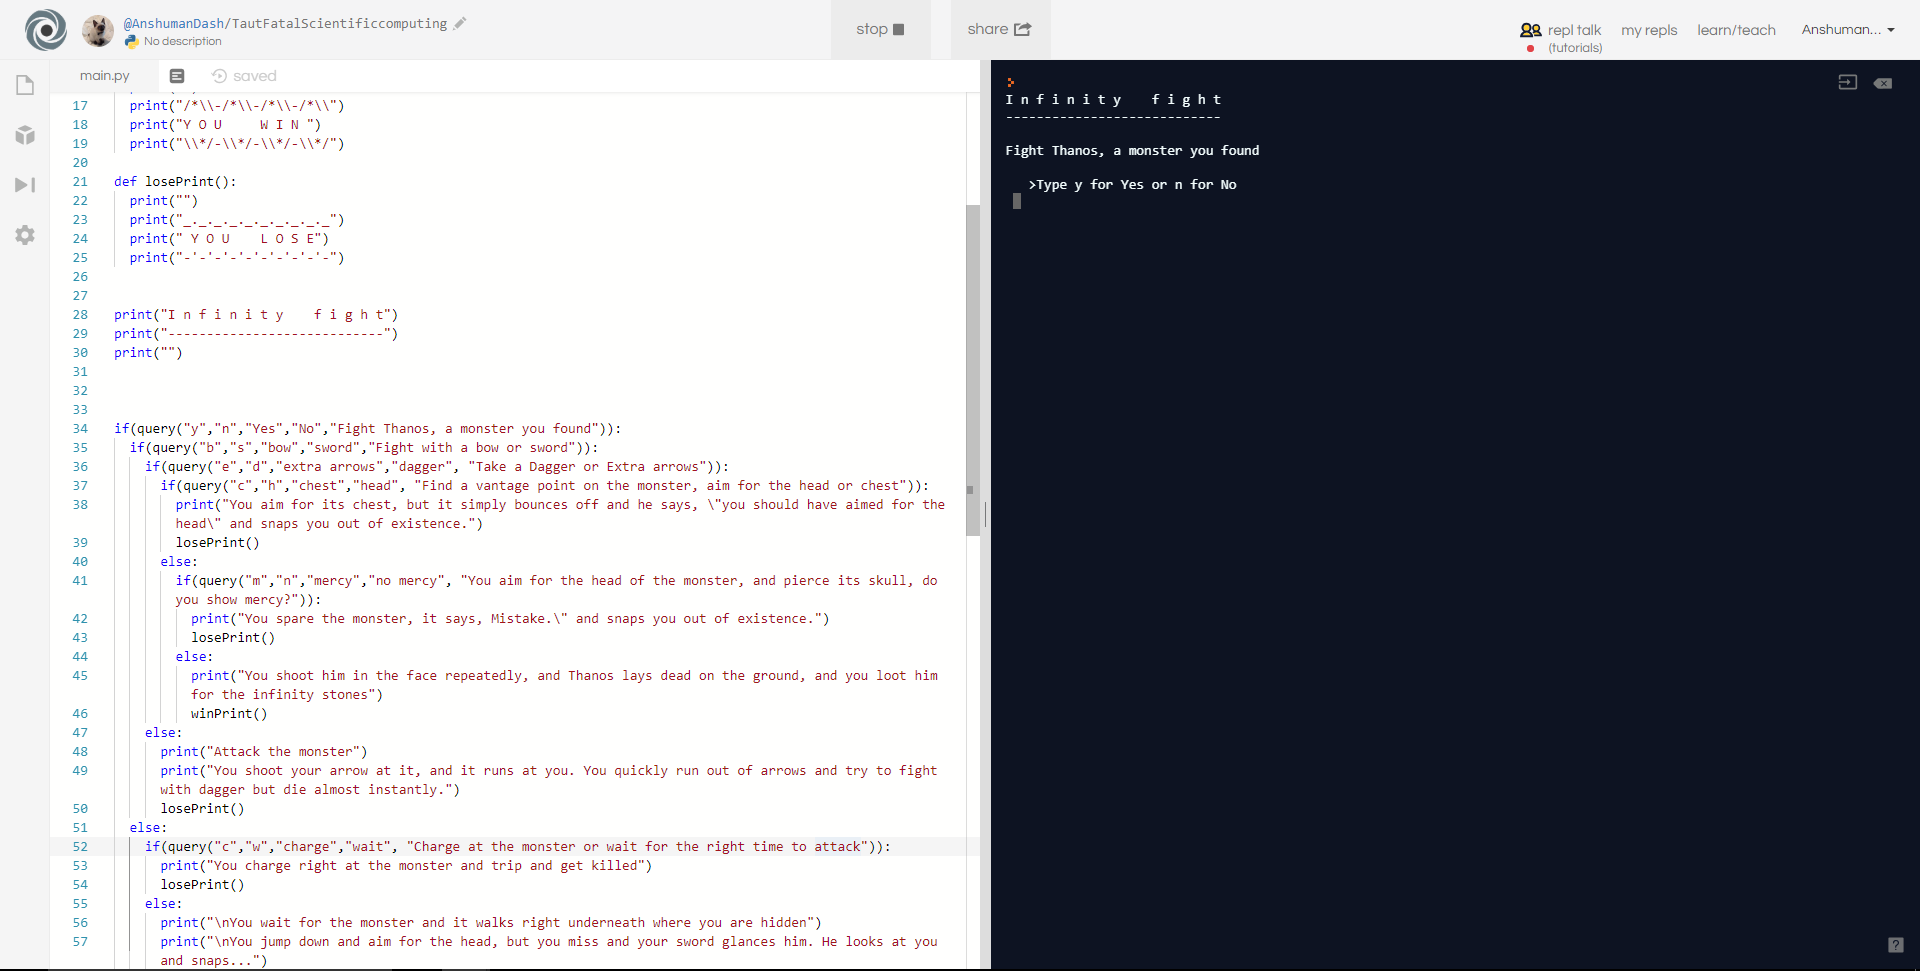 @AnshumanDash/TautFatalScientificcomputing
No description
stop
share
repl talk
(tutorials)
my repls
learn/teach
Anshuman...
main.py
saved
17 print("/*\\-/*\\-/*\\-/*\\")
18 print("Y O U     W I N ")
19 print("\\*/-\\*/-\\*/-\\*/")
20
21 def losePrint():
22 print("")
23 print("_._._._._._._._._._")
24 print(" Y O U    L O S E")
25 print("-'-'-'-'-'-'-'-'-'-")
26
27
28 print("I n f i n i t y    f i g h t")
29 print("----------------------------")
30 print("")
31
32
33
34 if(query("y","n","Yes","No","Fight Thanos, a monster you found")):
35 if(query("b","s","bow","sword","Fight with a bow or sword")):
36 if(query("e","d","extra arrows","dagger", "Take a Dagger or Extra arrows")):
37 if(query("c","h","chest","head", "Find a vantage point on the monster, aim for the head or chest")):
38 print("You aim for its chest, but it simply bounces off and he says, \"you should have aimed for the
head\" and snaps you out of existence.")
39 losePrint()
40 else:
41 if(query("m","n","mercy","no mercy", "You aim for the head of the monster, and pierce its skull, do
you show mercy?")):
42 print("You spare the monster, it says, Mistake.\" and snaps you out of existence.")
43 losePrint()
44 else:
45 print("You shoot him in the face repeatedly, and Thanos lays dead on the ground, and you loot him
for the infinity stones")
46 winPrint()
47 else:
48 print("Attack the monster")
49 print("You shoot your arrow at it, and it runs at you. You quickly run out of arrows and try to fight
with dagger but die almost instantly.")
50 losePrint()
51 else:
52 if(query("c","w","charge","wait", "Charge at the monster or wait for the right time to attack")):
53 print("You charge right at the monster and trip and get killed")
54 losePrint()
55 else:
56 print("\nYou wait for the monster and it walks right underneath where you are hidden")
57 print("\nYou jump down and aim for the head, but you miss and your sword glances him. He looks at you
and snaps...")
I n f i n i t y    f i g h t
----------------------------
Fight Thanos, a monster you found
>Type y for Yes or n for No
?